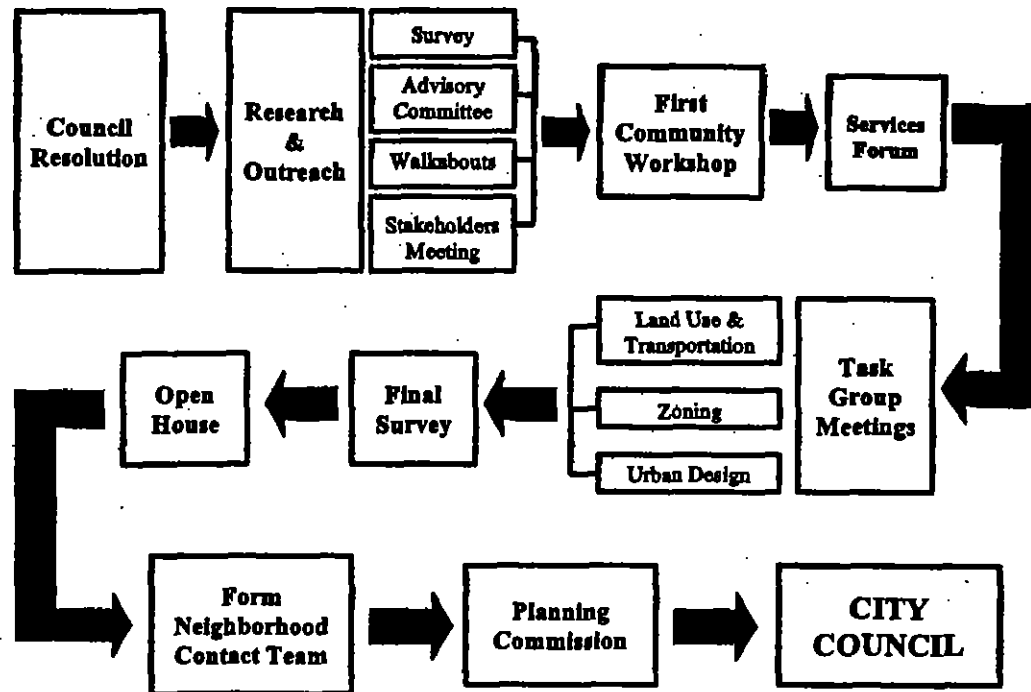 Council
Resolution
Research
&
Outreach
Survey
Advisory
Committee
Walkabouts
Stakeholders
Meeting
First
Community
Workshop
Services
Forum
Task
Group
Meetings
Land Use &
Transportation
Zoning
Urban Design
Final
Survey
Open
House
Form
Neighborhood
Contact Team
Planning
Commission
CITY
COUNCIL